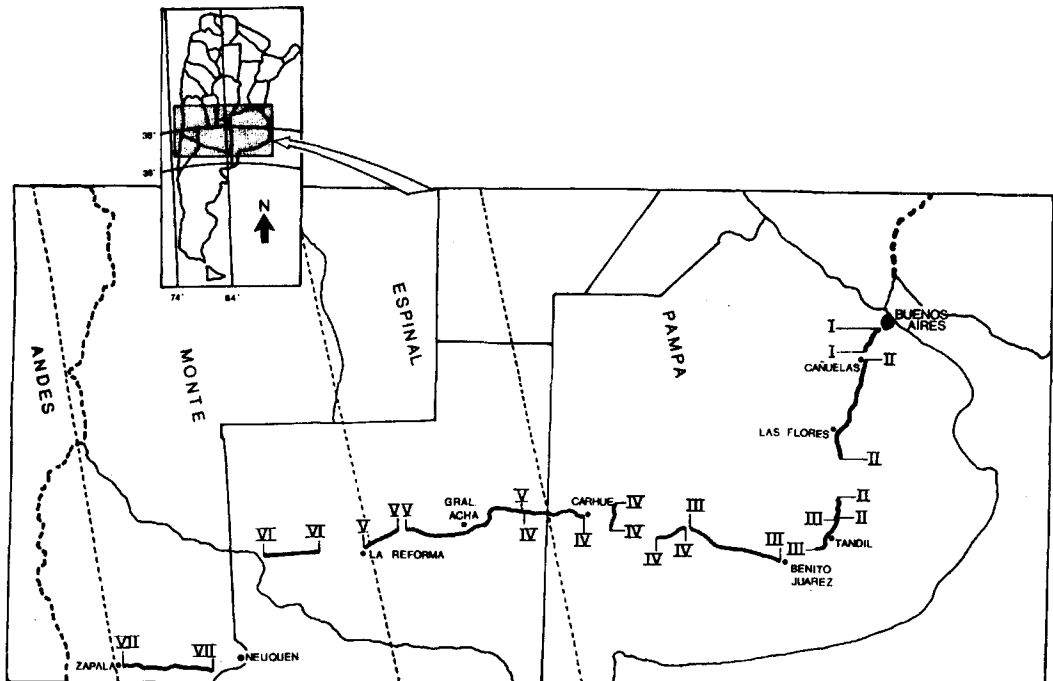 38°
38°
N
74°
64°
ANDES
MONTE
ESPINAL
PAMPA
BUENOS
AIRES
I
I
CAÑUELAS
II
LAS FLORES
II
II
III
II
TANDIL
III
BENITO
JUAREZ
III
III
IV
IV
IV
IV
CARHUE
IV
V
IV
GRAL.
ACHA
V
V
V
LA REFORMA
VI
VI
VII
VII
ZAPALA
NEUQUEN